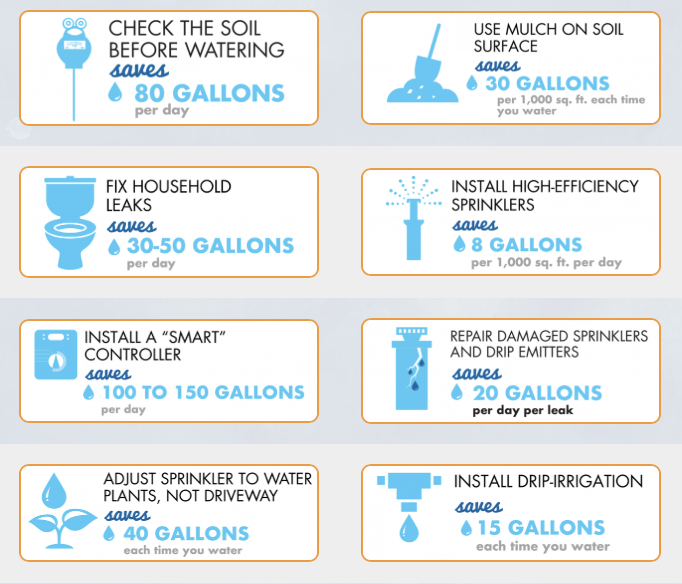 CHECK THE SOIL
BEFORE WATERING
saves
80 GALLONS
per day
USE MULCH ON SOIL
SURFACE
saves
30 GALLONS
per 1,000 sq. ft. each time
you water
FIX HOUSEHOLD
LEAKS
saves
30-50 GALLONS
per day
INSTALL HIGH-EFFICIENCY
SPRINKLERS
saves
8 GALLONS
per 1,000 sq. ft. per day
INSTALL A “SMART”
CONTROLLER
saves
100 TO 150 GALLONS
per day
REPAIR DAMAGED SPRINKLERS
AND DRIP EMITTERS
saves
20 GALLONS
per day per leak
ADJUST SPRINKLER TO WATER
PLANTS, NOT DRIVEWAY
saves
40 GALLONS
each time you water
INSTALL DRIP-IRRIGATION
saves
15 GALLONS
each time you water